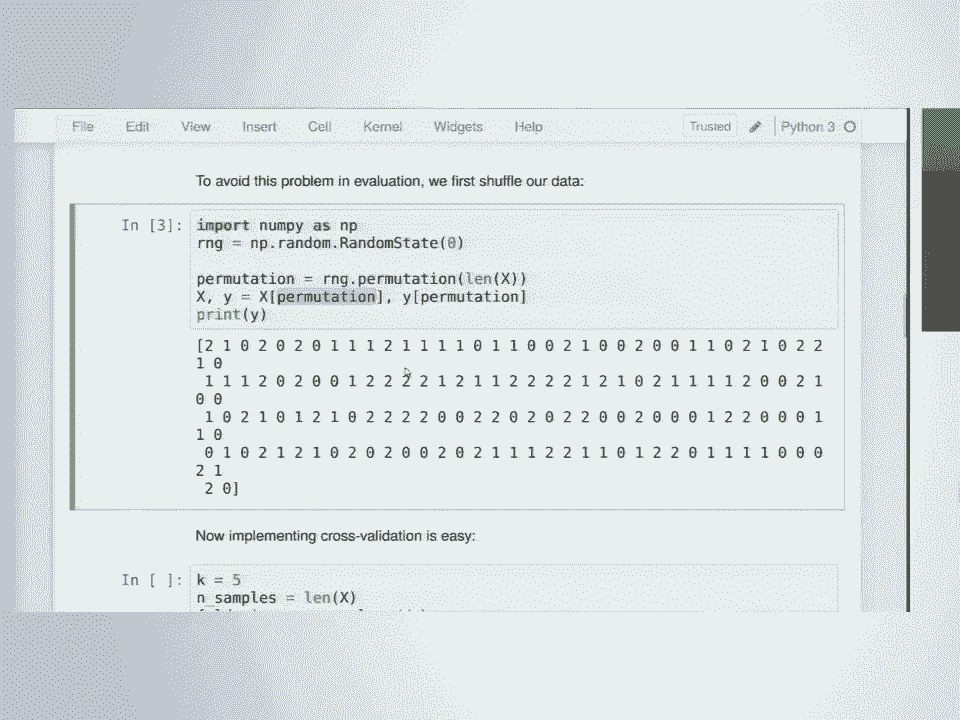 File Edit View Insert Cell Kernel Widgets Help Trusted Python 3
To avoid this problem in evaluation, we first shuffle our data:
In [3]: import numpy as np
rng = np.random.RandomState(0)
permutation = rng.permutation(len(X))
X, y = X[permutation], y[permutation]
print(y)
[2 1 0 2 0 2 0 1 1 1 2 1 1 1 1 0 1 1 0 0 2 1 0 0 2 0 0 1 1 0 2 1 0 2 2
1 0
1 1 1 2 0 2 0 0 1 2 2 2 2 1 2 1 1 2 2 2 2 1 2 1 0 2 1 1 1 1 2 0 0 2 1
0 0
1 0 2 1 0 1 2 1 0 2 2 2 2 0 0 2 2 0 2 0 2 2 0 0 2 0 0 0 1 2 2 0 0 0 1
1 0
0 1 0 2 1 2 1 0 2 0 2 0 0 2 0 2 1 1 1 2 2 1 1 0 1 2 2 0 1 1 1 1 0 0 0
2 1
2 0]
Now implementing cross-validation is easy:
In [ ]: k = 5
n_samples = len(X)